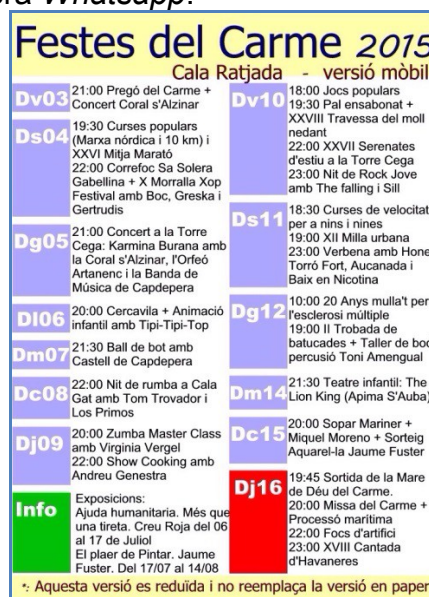 Whatsapp.
Festes del Carme 2015
Cala Ratjada - versió mòbil
Dv03
21:00 Pregó del Carme +
Concert Coral s'Alzinar
Ds04
19:30 Curses populars
(Marxa nórdica i 10 km) i
XXVI Mitja Marató
22:00 Correfoc Sa Solera
Gabellina + X Morralla Xop
Festival amb Boc, Greska i
Gertrudis
Dg05
21:00 Concert a la Torre
Cega: Karmina Burana amb
la Coral s'Alzinar, l'Orfeó
Artanenc i la Banda de
Música de Capdepera
Dl06
20:00 Cercavila + Animació
infantil amb Tipi-Tipi-Top
Dm07
21:30 Ball de bot amb
Castell de Capdepera
Dc08
22:00 Nit de rumba a Cala
Gat amb Tom Trovador i
Los Primos
Dj09
20:00 Zumba Master Class
amb Virginia Vergel
22:00 Show Cooking amb
Andreu Genestra
Info
Exposicions:
Ajuda humanitaria. Més que
una tireta. Creu Roja del 06
al 17 de Juliol
El plaer de Pintar. Jaume
Fuster. Del 17/07 al 14/08
Dv10
18:00 Jocs populars
19:30 Pal ensabonat +
XXVIII Travessa del moll
nedant
22:00 XXVII Serenates
d'estiu a la Torre Cega
23:00 Nit de Rock Jove
amb The falling i Sill
Ds11
18:30 Curses de velocitat
per a nins i nines
19:00 XII Milla urbana
23:00 Verbena amb Hone
Torró Fort, Aucanada i
Baix en Nicotina
Dg12
10:00 20 Anys mulla't per
l'esclerosi múltiple
19:00 II Trobada de
batucades + Taller de bod
percusió Toni Amengual
Dm14
21:30 Teatre infantil: The
Lion King (Apima S'Auba)
Dc15
20:00 Sopar Mariner +
Miquel Moreno + Sorteig
Aquarel-la Jaume Fuster
Dj16
19:45 Sortida de la Mare
de Déu del Carme.
20:00 Missa del Carme +
Processó marítima
22:00 Focs d'artifici
23:00 XVIII Cantada
d'Havaneres
*: Aquesta versió es reduïda i no reemplaça la versió en paper